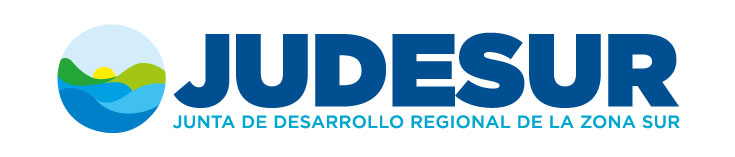 JUDESUR
JUNTA DE DESARROLLO REGIONAL DE LA ZONA SUR